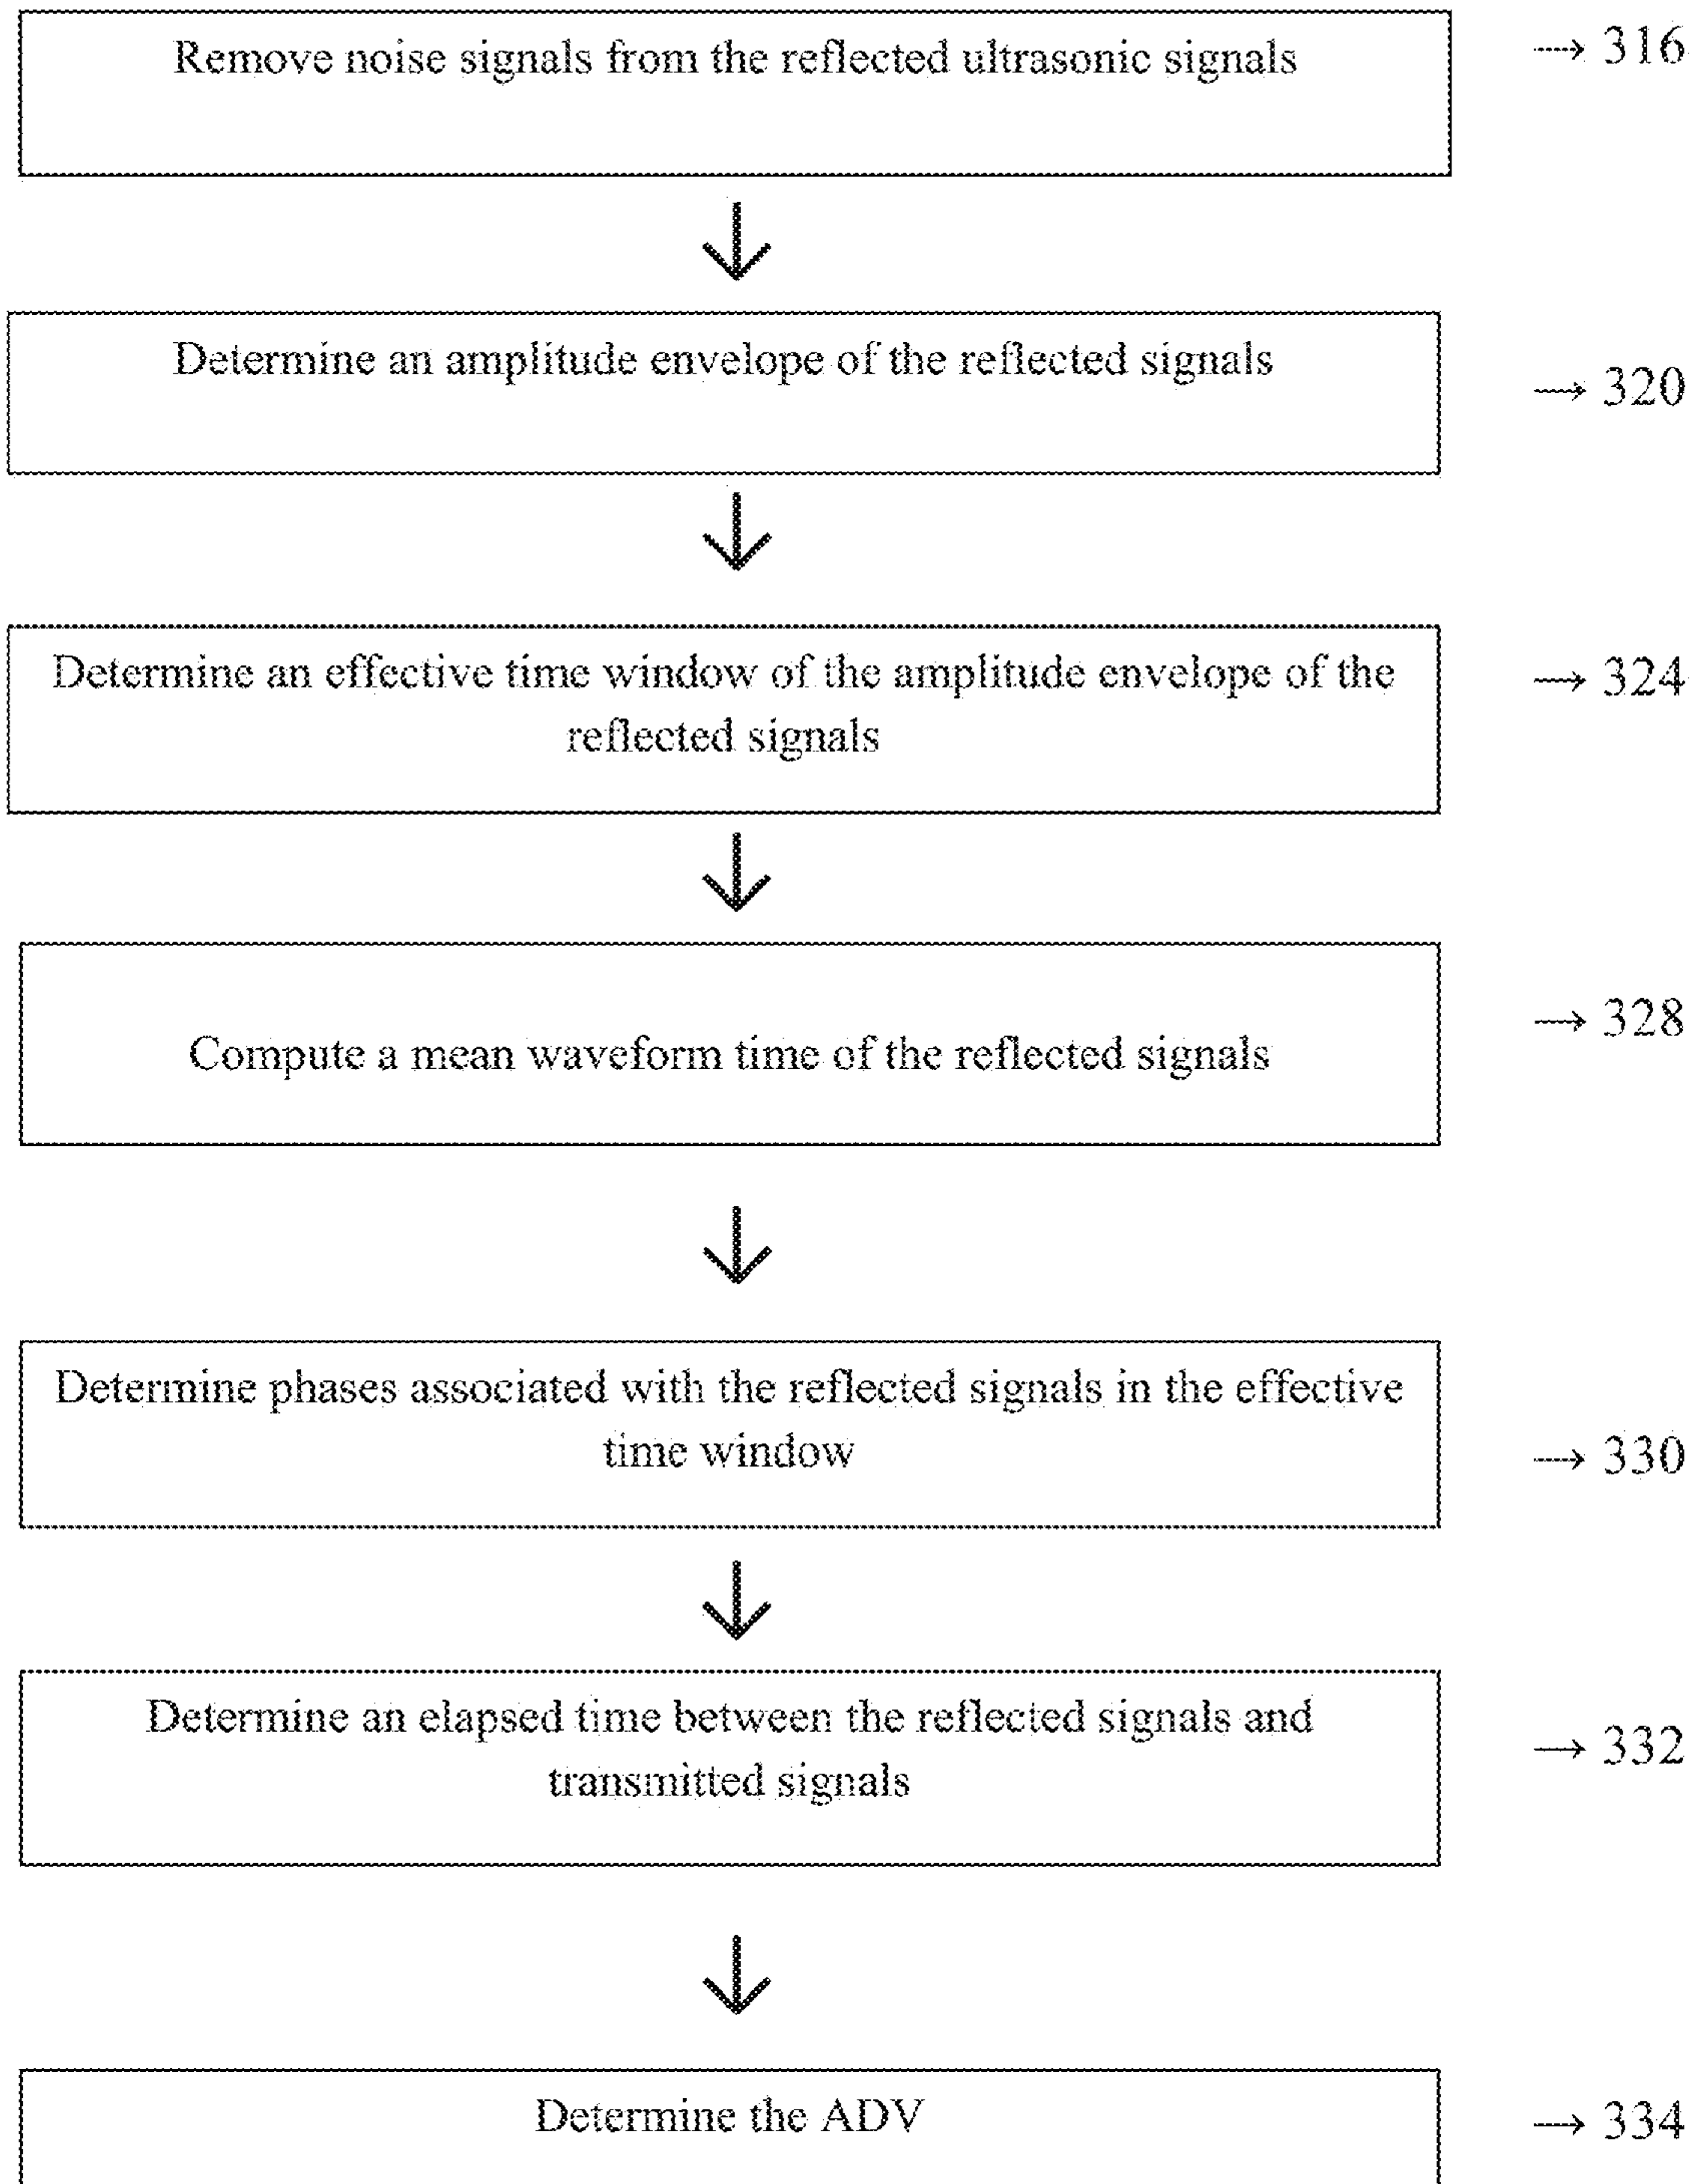 Remove noise signals from the reflected ultrasonic signals
→ 316
Determine an amplitude envelope of the reflected signals
→ 320
Determine an effective time window of the amplitude envelope of the
reflected signals
→ 324
Compute a mean waveform time of the reflected signals
→ 328
Determine phases associated with the reflected signals in the effective
time window
→ 330
Determine an elapsed time between the reflected signals and
transmitted signals
→ 332
Determine the ADV
→ 334